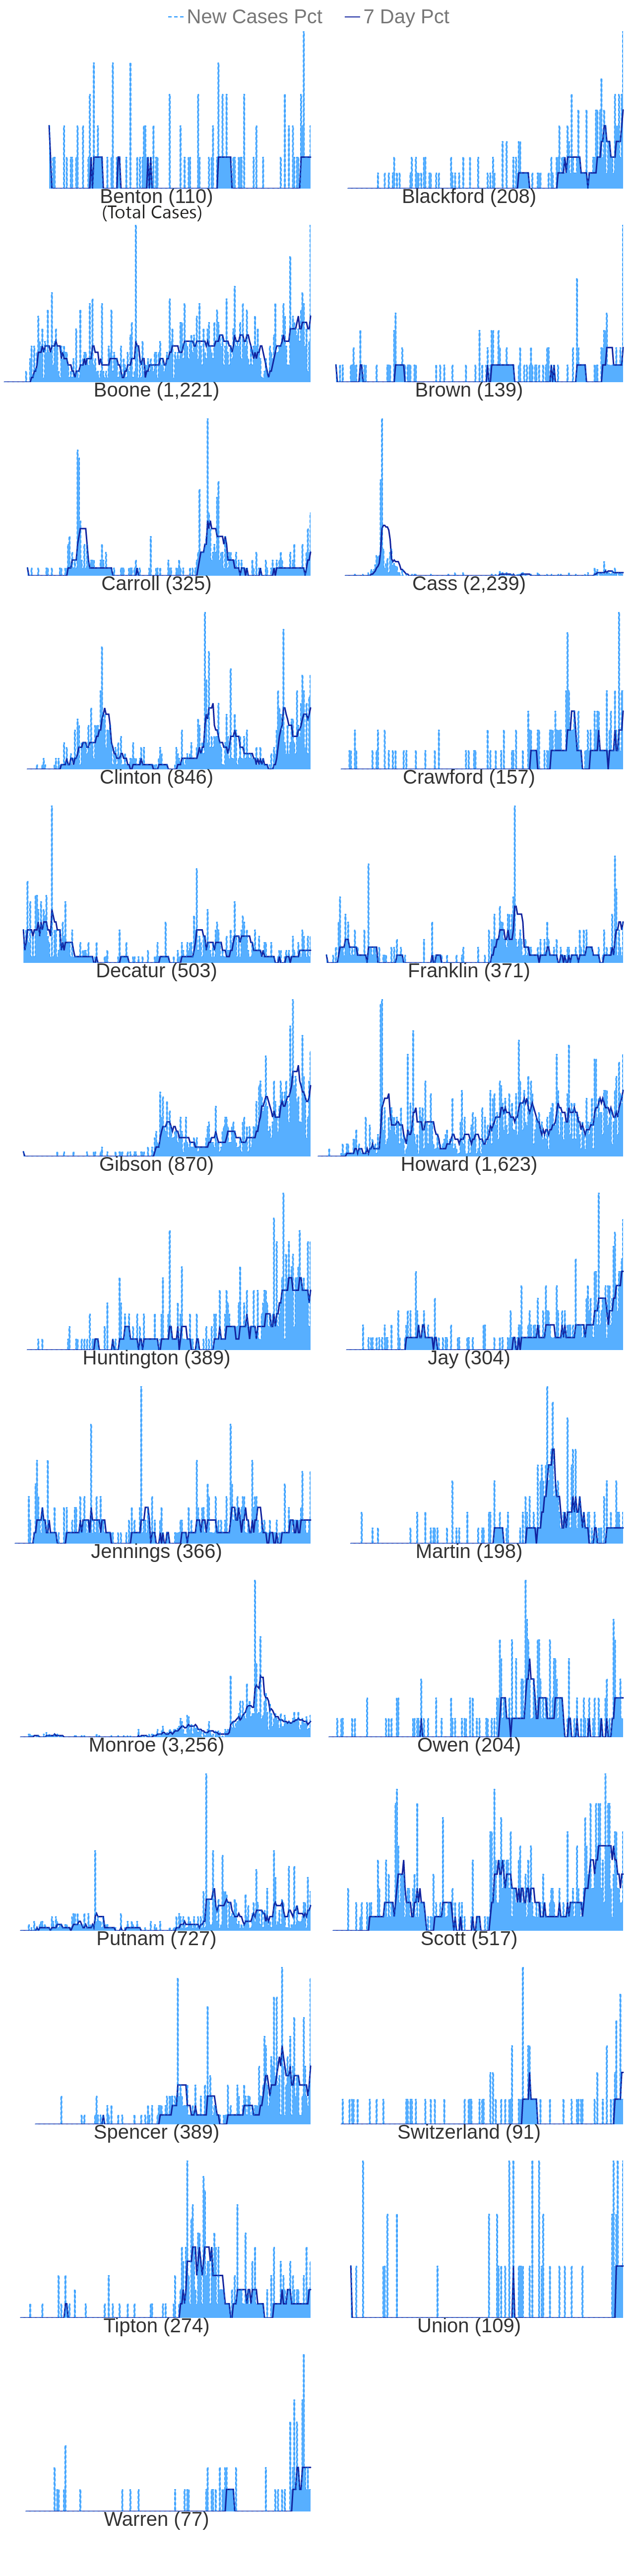 New Cases Pct 7 Day Pct
Benton (110) Blackford (208)
(Total Cases)
Boone (1,221) Brown (139)
Carroll (325) Cass (2,239)
Clinton (846) Crawford (157)
Decatur (503) Franklin (371)
Gibson (870) Howard (1,623)
Huntington (389) Jay (304)
Jennings (366) Martin (198)
Monroe (3,256) Owen (204)
Putnam (727) Scott (517)
Spencer (389) Switzerland (91)
Tipton (274) Union (109)
Warren (77)